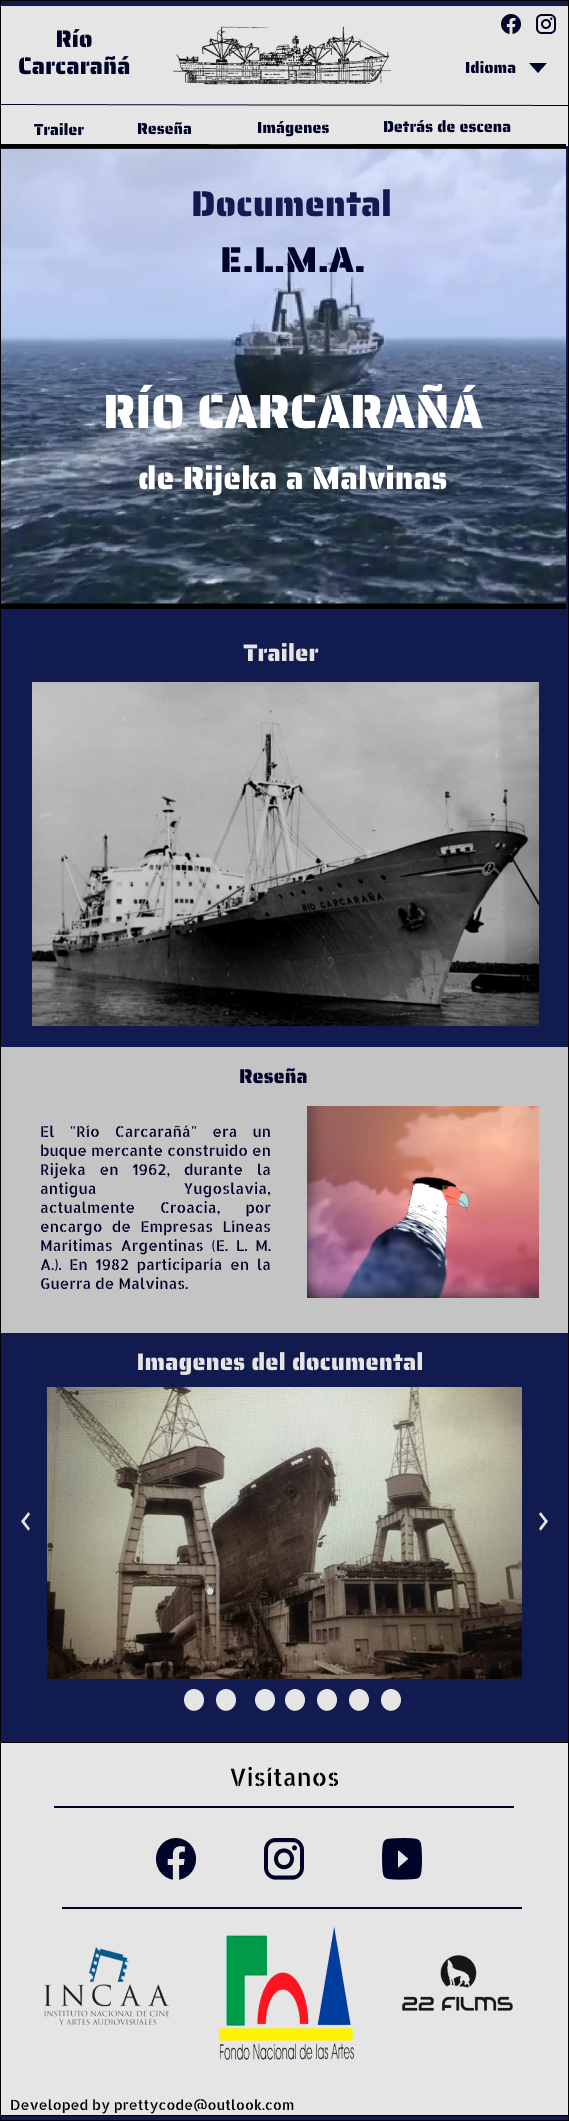 Río
Carcarañá
Idioma
Trailer
Reseña
Imágenes
Detrás de escena
Documental
E.L.M.A.
RÍO CARCARAÑÁ
de Rijeka a Malvinas
Trailer
RIO CARCARAÑA
Reseña
El "Río Carcarañá" era un
buque mercante construido en
Rijeka en 1962, durante la
antigua Yugoslavia,
actualmente Croacia, por
encargo de Empresas Líneas
Marítimas Argentinas (E. L. M.
A.). En 1982 participaría en la
Guerra de Malvinas.
Imagenes del documental
Visítanos
INCAA
INSTITUTO NACIONAL DE CINE
Y ARTES AUDIOVISUALES
Fondo Nacional de las Artes
22 FILMS
Developed by prettycode@outlook.com